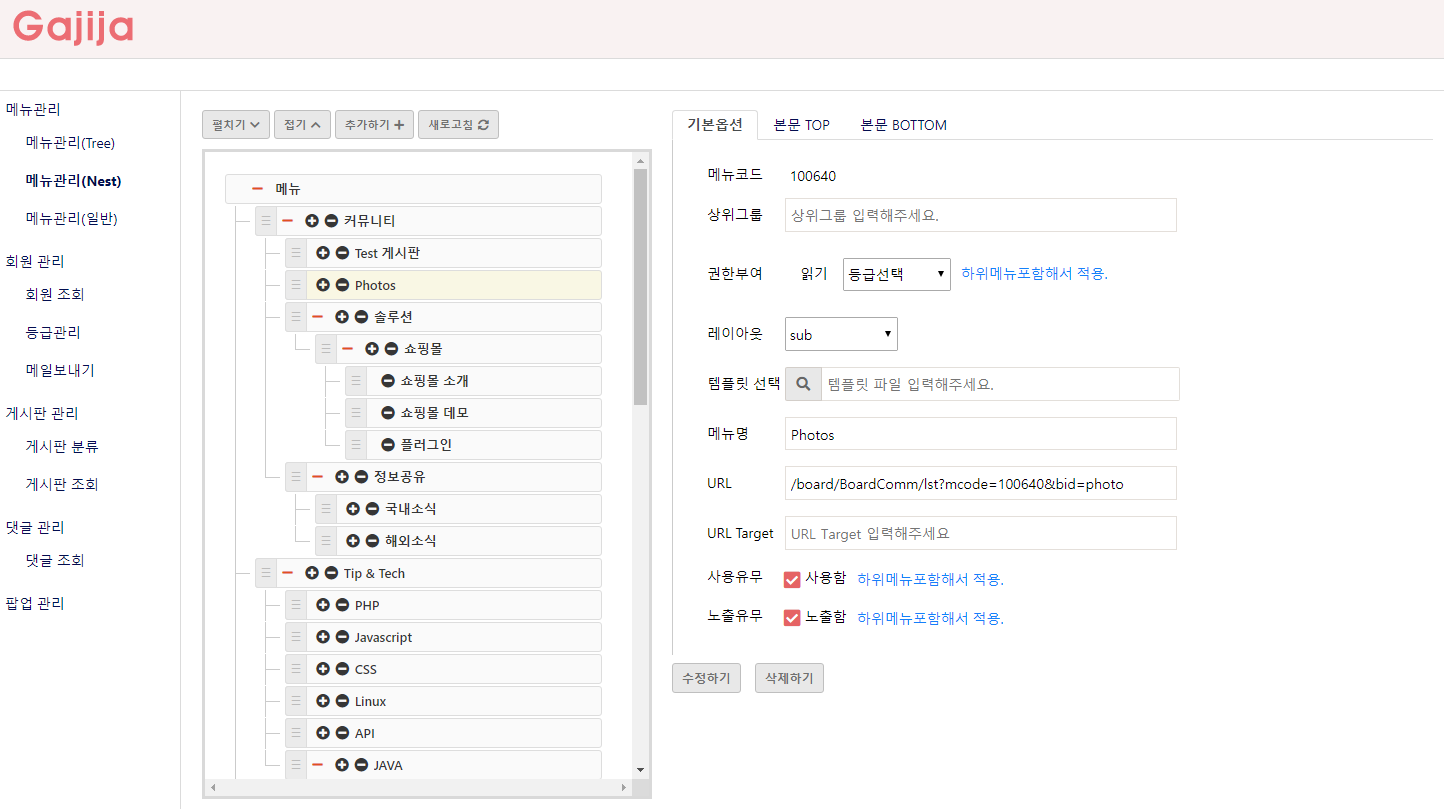 Gajija
메뉴관리
메뉴관리(Tree)
메뉴관리(Nest)
메뉴관리(일반)
회원 관리
회원 조회
등급관리
메일보내기
게시판 관리
게시판 분류
게시판 조회
댓글 관리
댓글 조회
팝업 관리
펼치기 접기 추가하기 새로고침
메뉴
커뮤니티
Test 게시판
Photos
솔루션
쇼핑몰
쇼핑몰 소개
쇼핑몰 데모
플러그인
정보공유
국내소식
해외소식
Tip & Tech
PHP
Javascript
CSS
Linux
API
JAVA
기본옵션 본문 TOP 본문 BOTTOM
메뉴코드 100640
상위그룹 상위그룹 입력해주세요.
권한부여 읽기 등급선택 하위메뉴포함해서 적용.
레이아웃 sub
템플릿 선택 템플릿 파일 입력해주세요.
메뉴명 Photos
URL /board/BoardComm/lst?mcode=100640&bid=photo
URL Target URL Target 입력해주세요
사용유무 사용함 하위메뉴포함해서 적용.
노출유무 노출함 하위메뉴포함해서 적용.
수정하기 삭제하기